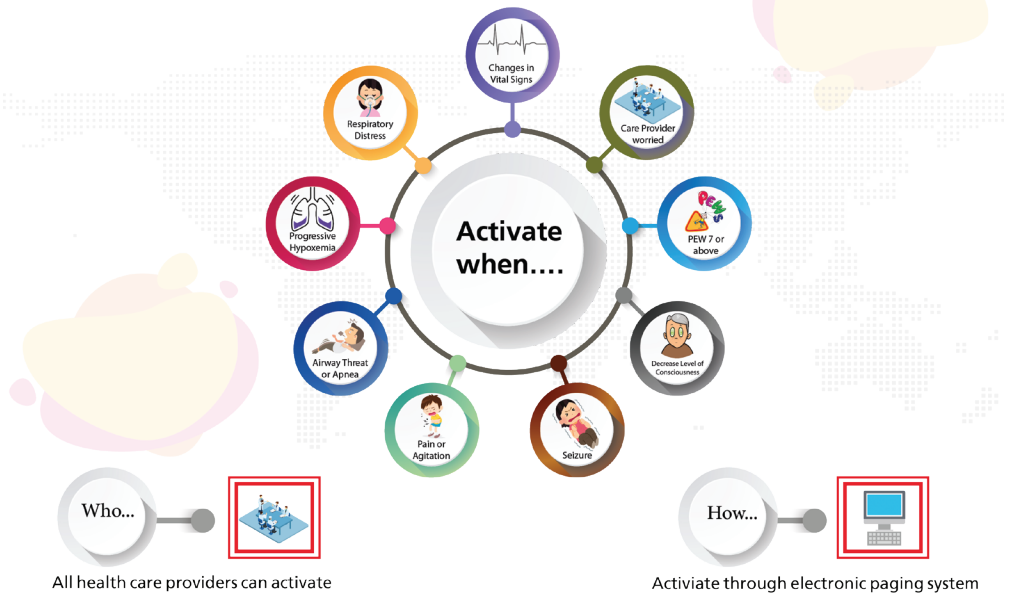 Changes in
Vital Signs
Care Provider
worried
PEWS
PEW 7 or
above
Decrease Level of
Consciousness
Seizure
Pain or
Agitation
Airway Threat
or Apnea
Progressive
Hypoxemia
Respiratory
Distress
Activate
when....
Who...
All health care providers can activate
How...
Activiate through electronic paging system